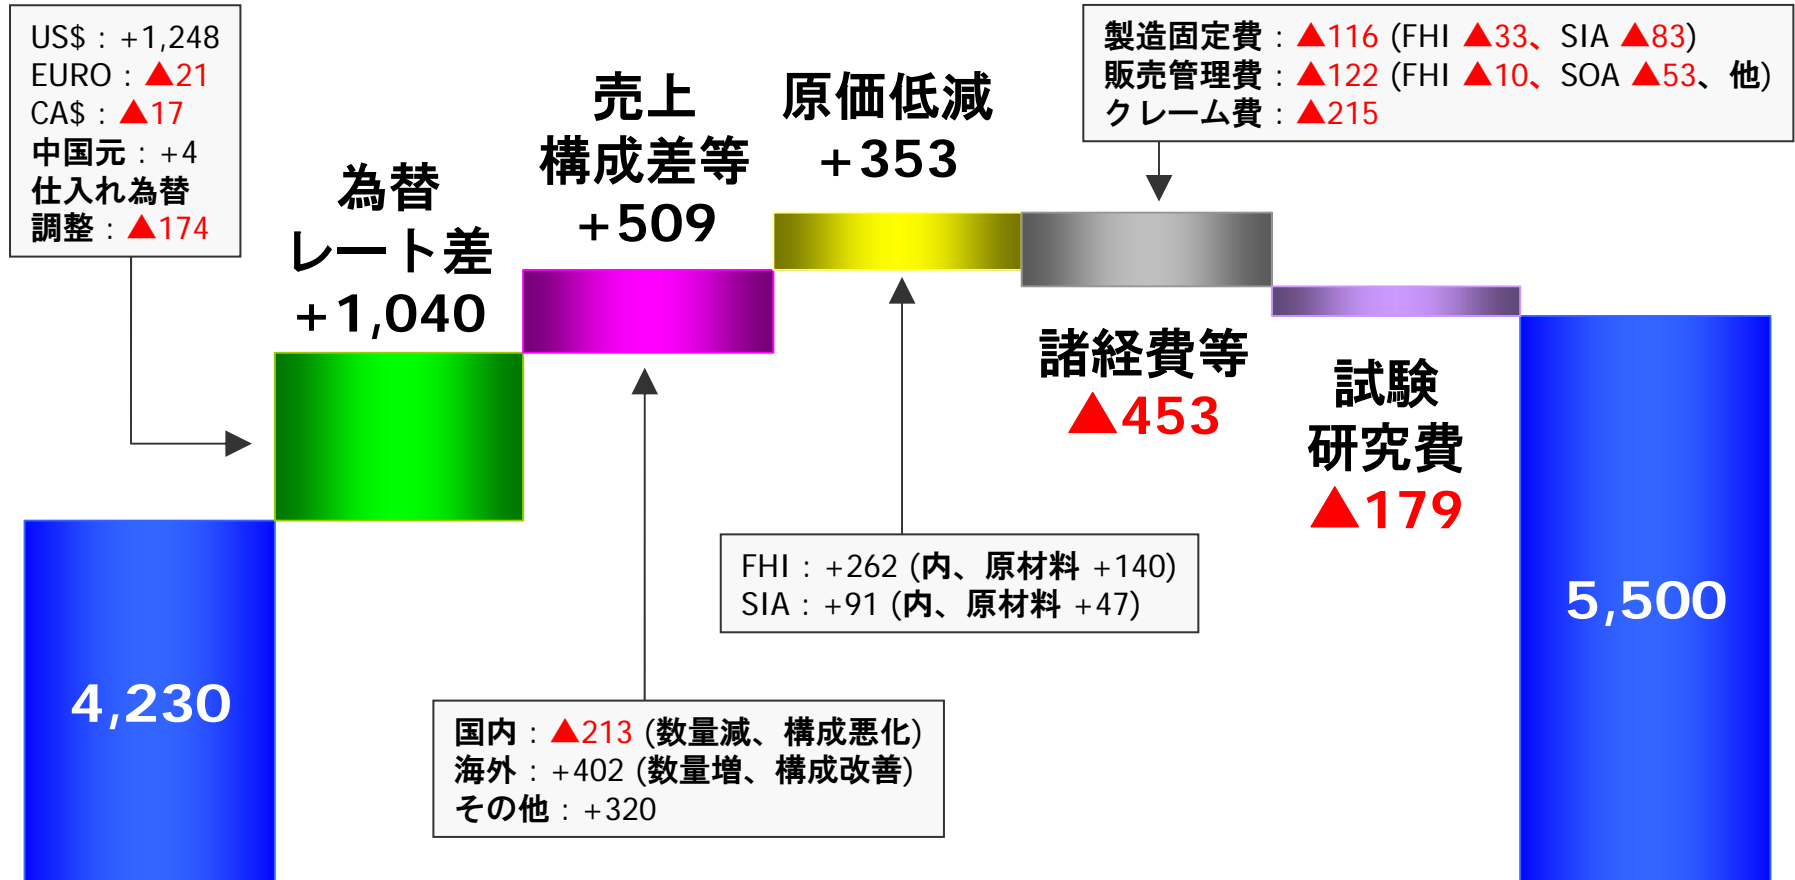 US$ : +1,248
EURO : ▲21
CA$ : ▲17
中国元 : +4
仕入れ為替
調整 : ▲174
為替
レート差
+1,040
売上
構成差等
+509
原価低減
+353
製造固定費 : ▲116 (FHI ▲33、SIA ▲83)
販売管理費 : ▲122 (FHI ▲10、SOA ▲53、他)
クレーム費 : ▲215
諸経費等
▲453
試験
研究費
▲179
FHI : +262 (内、原材料 +140)
SIA : +91 (内、原材料 +47)
国内 : ▲213 (数量減、構成悪化)
海外 : +402 (数量増、構成改善)
その他 : +320
4,230
5,500